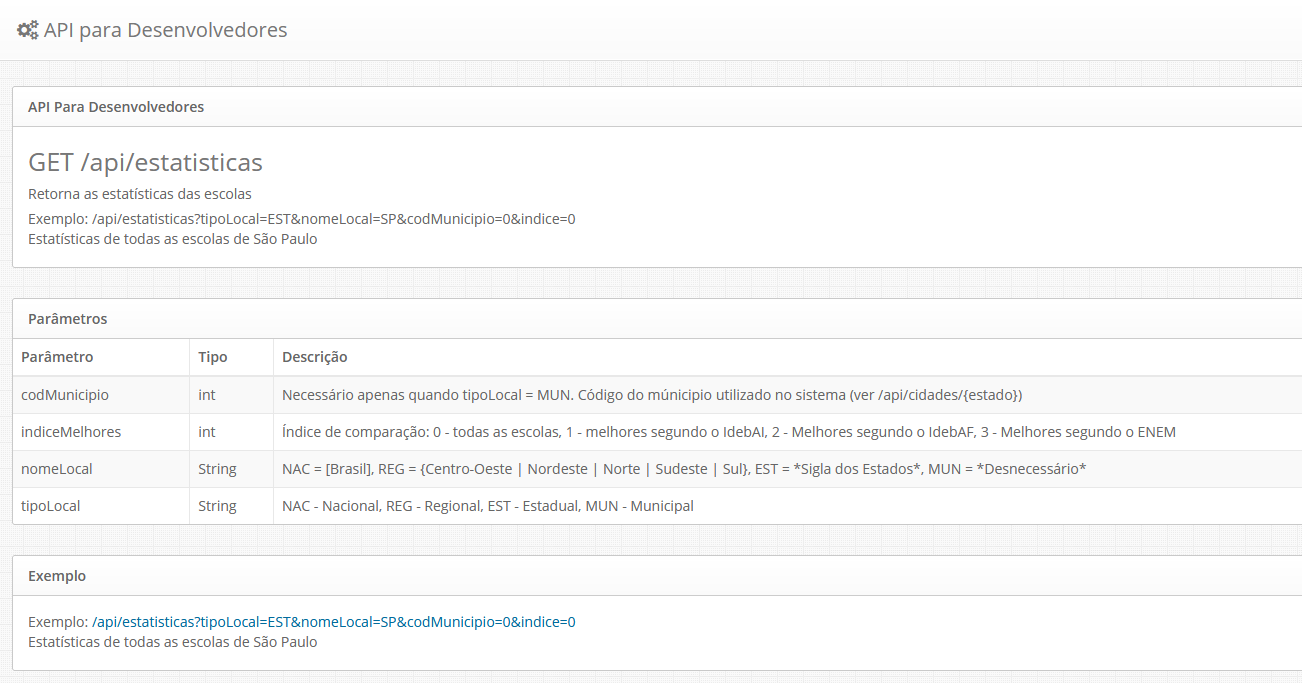 API para Desenvolvedores
API Para Desenvolvedores
GET /api/estatisticas
Retorna as estatísticas das escolas
Exemplo: /api/estatisticas?tipoLocal=EST&nomeLocal=SP&codMunicipio=0&indice=0
Estatísticas de todas as escolas de São Paulo
Parâmetros
Parâmetro Tipo Descrição
codMunicipio int Necessário apenas quando tipoLocal = MUN. Código do múnicipio utilizado no sistema (ver /api/cidades/{estado})
indiceMelhores int Índice de comparação: 0 - todas as escolas, 1 - melhores segundo o IdebAI, 2 - Melhores segundo o IdebAF, 3 - Melhores segundo o ENEM
nomeLocal String NAC = [Brasil], REG = {Centro-Oeste | Nordeste | Norte | Sudeste | Sul}, EST = *Sigla dos Estados*, MUN = *Desnecessário*
tipoLocal String NAC - Nacional, REG - Regional, EST - Estadual, MUN - Municipal
Exemplo
Exemplo: /api/estatisticas?tipoLocal=EST&nomeLocal=SP&codMunicipio=0&indice=0
Estatísticas de todas as escolas de São Paulo